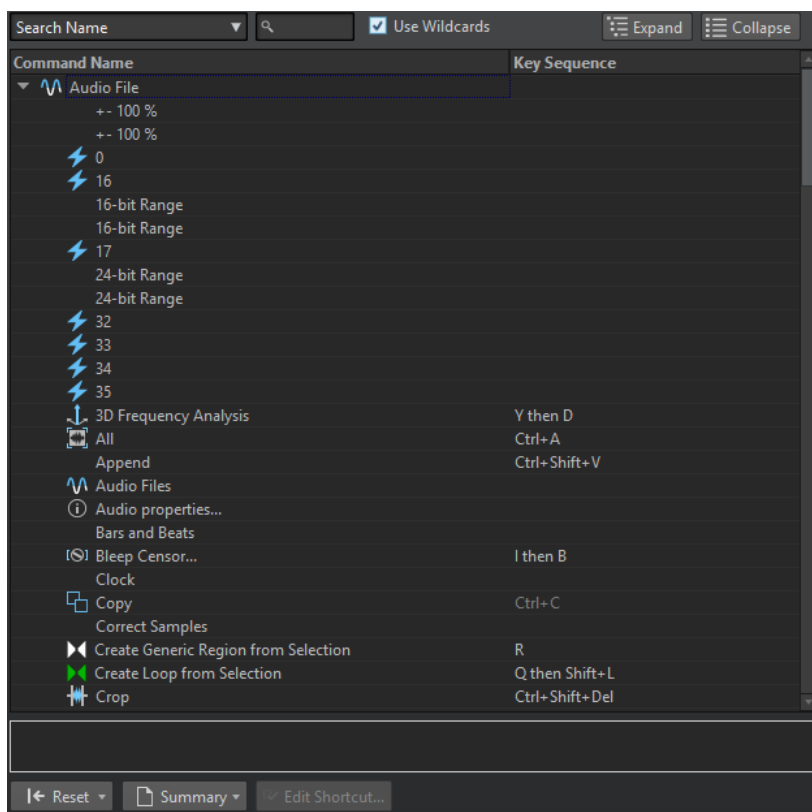 Search Name Use Wildcards Expand Collapse
Command Name Key Sequence
Audio File
+- 100 %
+- 100 %
0
16
16-bit Range
16-bit Range
17
24-bit Range
24-bit Range
32
33
34
35
3D Frequency Analysis Y then D
All Ctrl+A
Append Ctrl+Shift+V
Audio Files
Audio properties...
Bars and Beats
Bleep Censor... I then B
Clock
Copy Ctrl+C
Correct Samples
Create Generic Region from Selection R
Create Loop from Selection Q then Shift+L
Crop Ctrl+Shift+Del
Reset Summary Edit Shortcut...